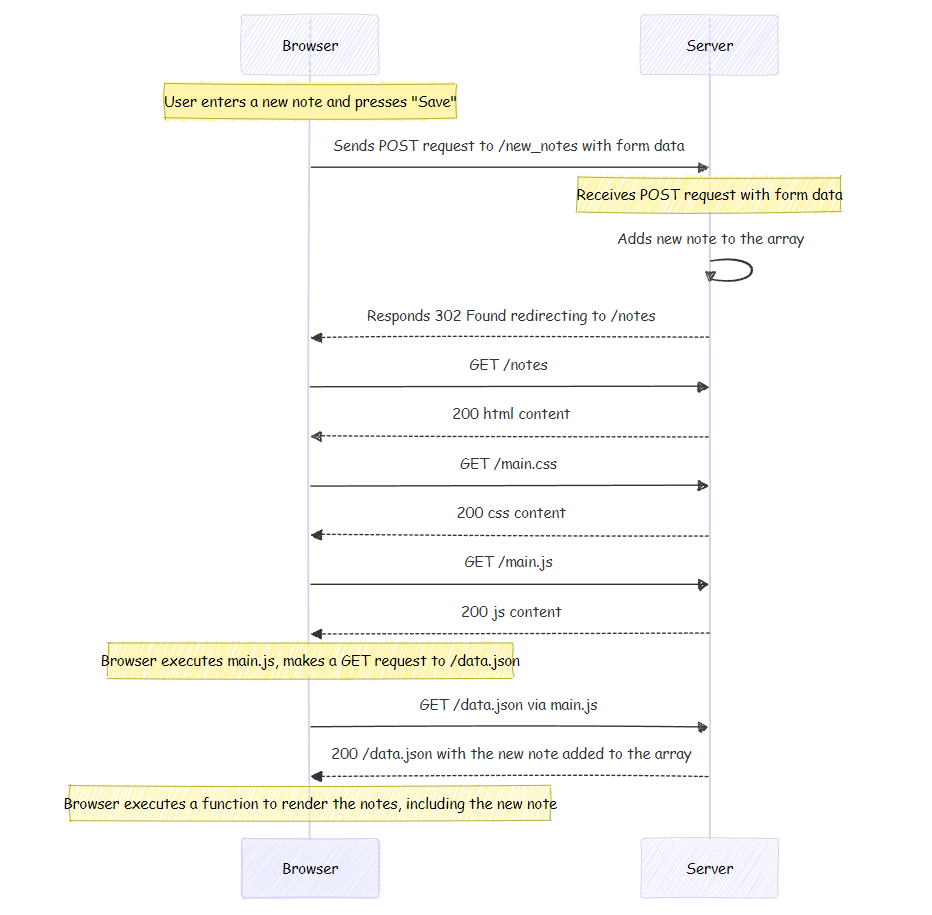 Browser
Server
User enters a new note and presses "Save"
Sends POST request to /new_notes with form data
Receives POST request with form data
Adds new note to the array
Responds 302 Found redirecting to /notes
GET /notes
200 html content
GET /main.css
200 css content
GET /main.js
200 js content
Browser executes main.js, makes a GET request to /data.json
GET /data.json via main.js
200 /data.json with the new note added to the array
Browser executes a function to render the notes, including the new note
Browser
Server